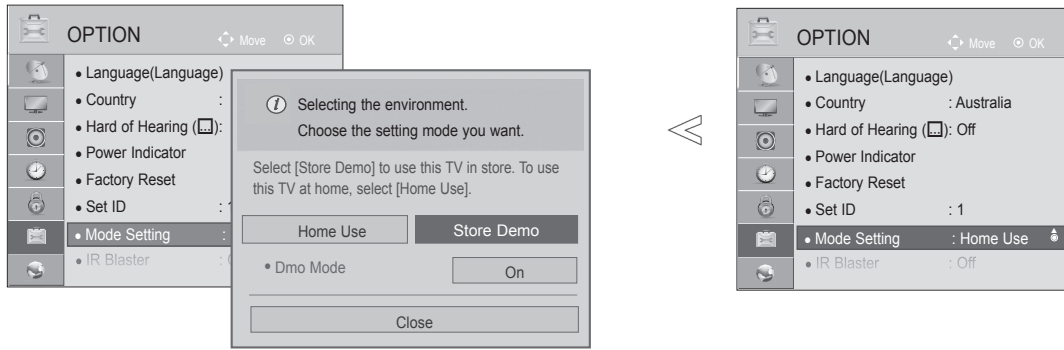 OPTION
Move OK
• Language(Language)
• Country :
• Hard of Hearing ( ):
• Power Indicator
• Factory Reset
• Set ID : 1
• Mode Setting :
• IR Blaster :
Selecting the environment.
Choose the setting mode you want.
Select [Store Demo] to use this TV in store. To use
this TV at home, select [Home Use].
Home Use Store Demo
• Dmo Mode On
Close
OPTION
Move OK
• Language(Language)
• Country : Australia
• Hard of Hearing ( ): Off
• Power Indicator
• Factory Reset
• Set ID : 1
• Mode Setting : Home Use
• IR Blaster : Off